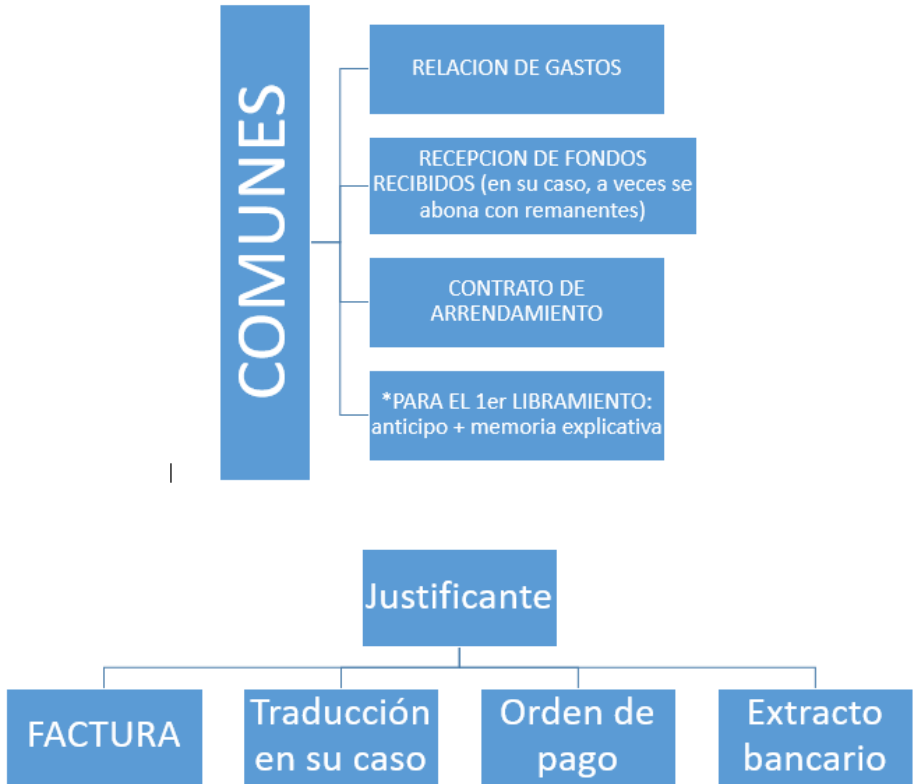 COMUNES
RELACION DE GASTOS
RECEPCION DE FONDOS
RECIBIDOS (en su caso, a veces se
abona con remanentes)
CONTRATO DE
ARRENDAMIENTO
*PARA EL 1er LIBRAMIENTO:
anticipo + memoria explicativa
Justificante
FACTURA
Traducción
en su caso
Orden de
pago
Extracto
bancario